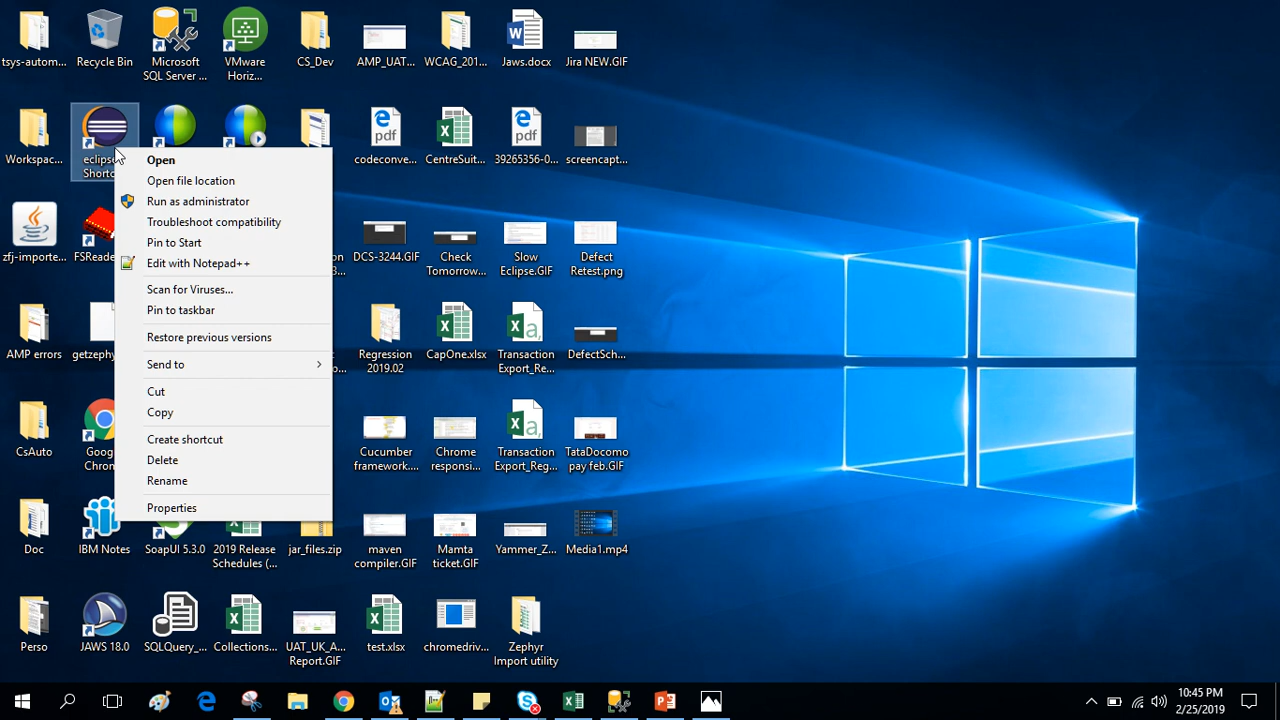 tsys-autom...
Recycle Bin
Microsoft
SQL Server ...
VMware
Horiz...
CS_Dev
AMP_UAT...
WCAG_201...
Jaws.docx
Jira NEW.GIF
Workspac...
eclips
Shortc
pdf
codeconve...
CentreSuit...
pdf
39265356-0...
screencapt...
Open
Open file location
Run as administrator
Troubleshoot compatibility
Pin to Start
Edit with Notepad++
Scan for Viruses...
Pin to taskbar
Restore previous versions
Send to
Cut
Copy
Create shortcut
Delete
Rename
Properties
zfj-importe...
FSReade
ion
3...
DCS-3244.GIF
Check
Tomorrow...
Slow
Eclipse.GIF
Defect
Retest.png
AMP errors
getzephy
Regression
2019.02
CapOne.xlsx
Transaction
Export_Re...
DefectSch...
CsAuto
Goog
Chron
Cucumber
framework....
Chrome
responsi...
Transaction
Export_Reg...
TataDocomo
pay feb.GIF
Doc
IBM Notes
SoapUI 5.3.0
2019 Release
Schedules (...
jar_files.zip
maven
compiler.GIF
Mamta
ticket.GIF
Yammer_Z...
Media1.mp4
Perso
JAWS 18.0
SQLQuery_...
Collections...
UAT_UK_A...
Report.GIF
test.xlsx
chromedriv...
Zephyr
Import utility
10:45 PM
2/25/2019